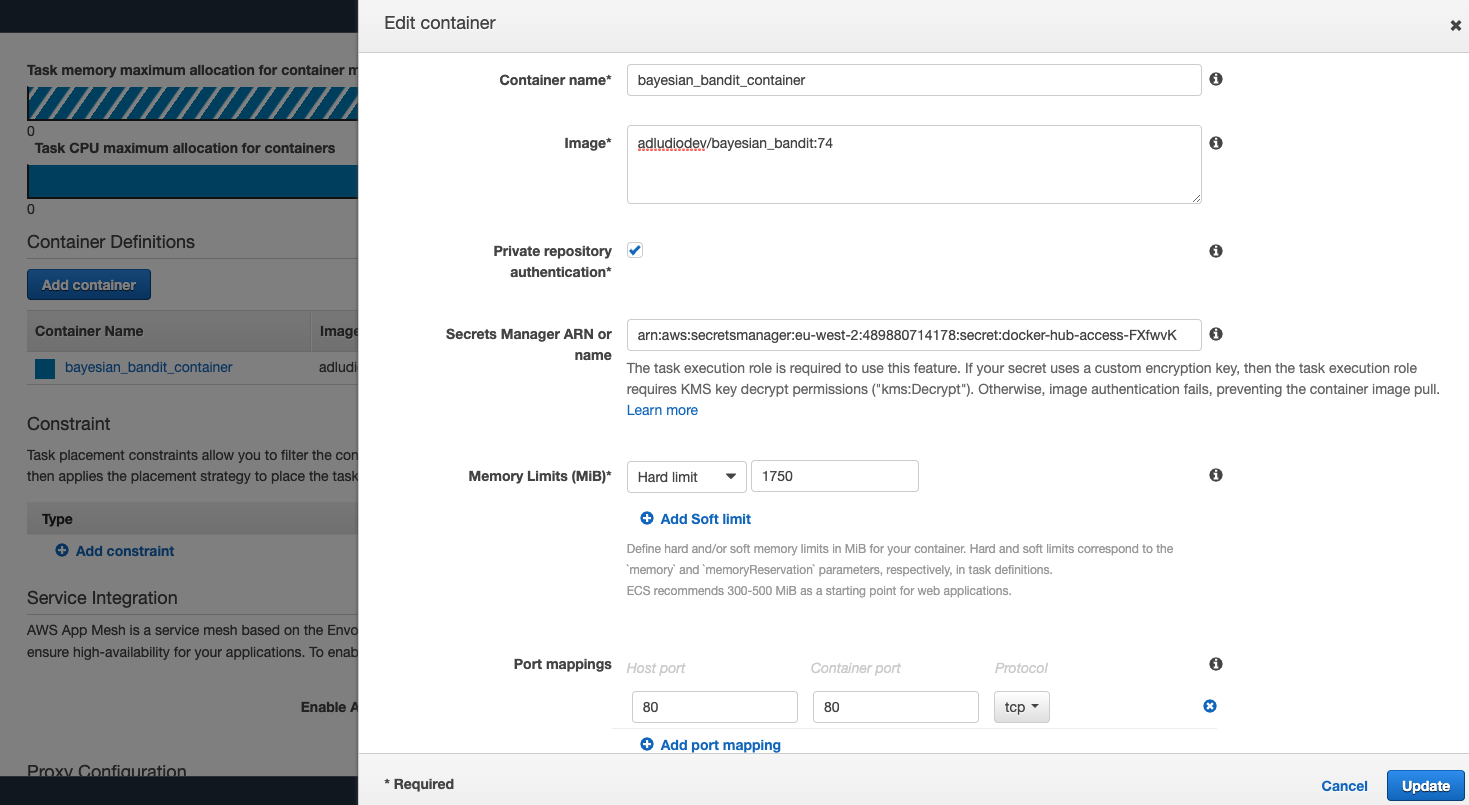 Edit container
Task memory maximum allocation for container m
0
Task CPU maximum allocation for containers
0
Container Definitions
Add container
Container Name
Image
bayesian_bandit_container
adludi
Constraint
Task placement constraints allow you to filter the con
then applies the placement strategy to place the task
Type
Add constraint
Service Integration
AWS App Mesh is a service mesh based on the Envo
ensure high-availability for your applications. To enab
Enable A
Proxy Configuration
Container name*
bayesian_bandit_container
Image*
adludiodev/bayesian_bandit:74
Private repository
authentication*
Secrets Manager ARN or
name
arn:aws:secretsmanager:eu-west-2:489880714178:secret:docker-hub-access-FXfwvK
The task execution role is required to use this feature. If your secret uses a custom encryption key, then the task execution role
requires KMS key decrypt permissions ("kms:Decrypt"). Otherwise, image authentication fails, preventing the container image pull.
Learn more
Memory Limits (MiB)*
Hard limit
1750
Add Soft limit
Define hard and/or soft memory limits in MiB for your container. Hard and soft limits correspond to the
`memory` and `memoryReservation` parameters, respectively, in task definitions.
ECS recommends 300-500 MiB as a starting point for web applications.
Port mappings
Host port
Container port
Protocol
80
80
tcp
Add port mapping
* Required
Cancel
Update